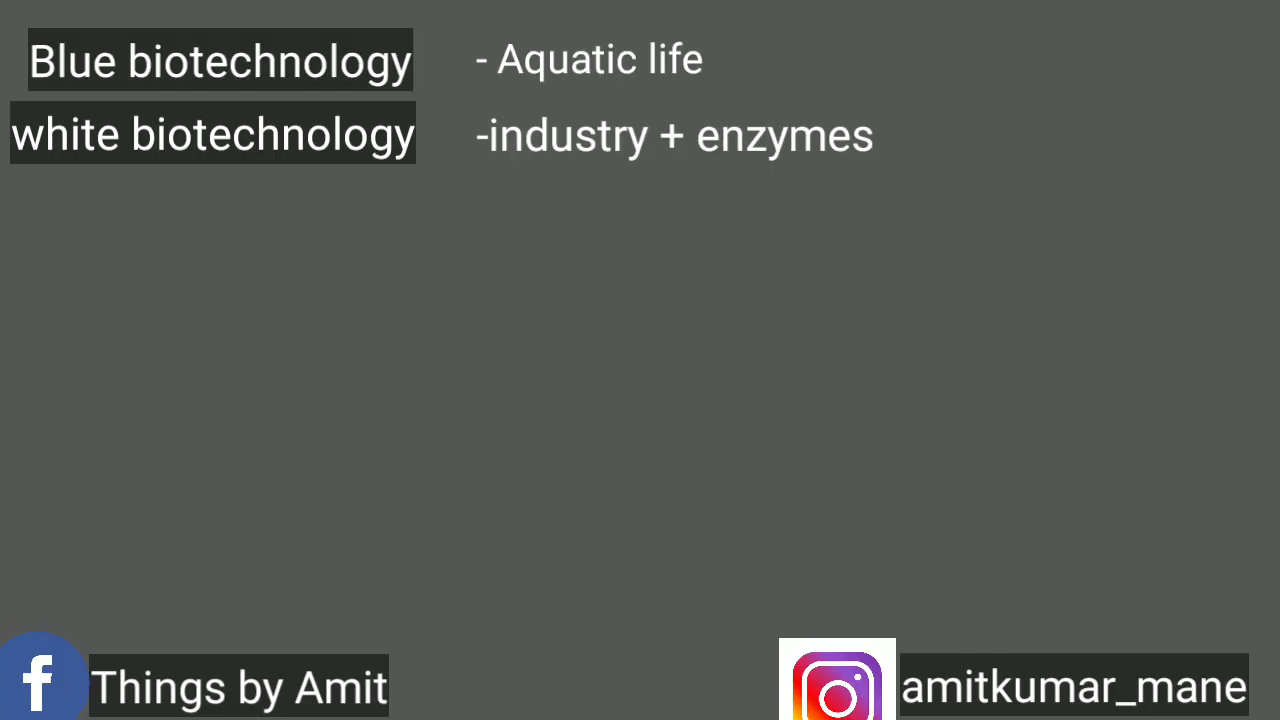 Blue biotechnology - Aquatic life
white biotechnology -industry + enzymes
Things by Amit amitkumar_mane